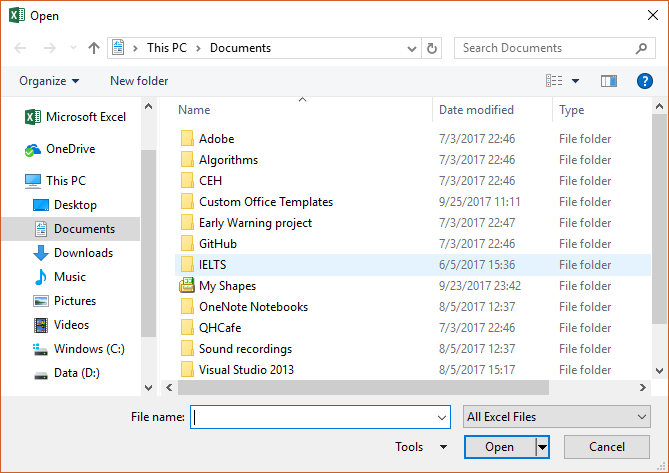 Open
This PC > Documents
Search Documents
Organize
New folder
?
Microsoft Excel
OneDrive
This PC
Desktop
Documents
Downloads
Music
Pictures
Videos
Windows (C:)
Data (D:)
Name Date modified Type
Adobe 7/3/2017 22:46 File folder
Algorithms 7/3/2017 22:46 File folder
CEH 7/3/2017 22:46 File folder
Custom Office Templates 9/25/2017 11:11 File folder
Early Warning project 7/3/2017 22:47 File folder
GitHub 7/3/2017 22:46 File folder
IELTS 6/5/2017 15:36 File folder
My Shapes 9/23/2017 23:42 File folder
OneNote Notebooks 8/5/2017 12:37 File folder
QHCafe 7/3/2017 22:46 File folder
Sound recordings 8/5/2017 12:37 File folder
Visual Studio 2013 8/5/2017 15:17 File folder
File name:
All Excel Files
Tools
Open
Cancel